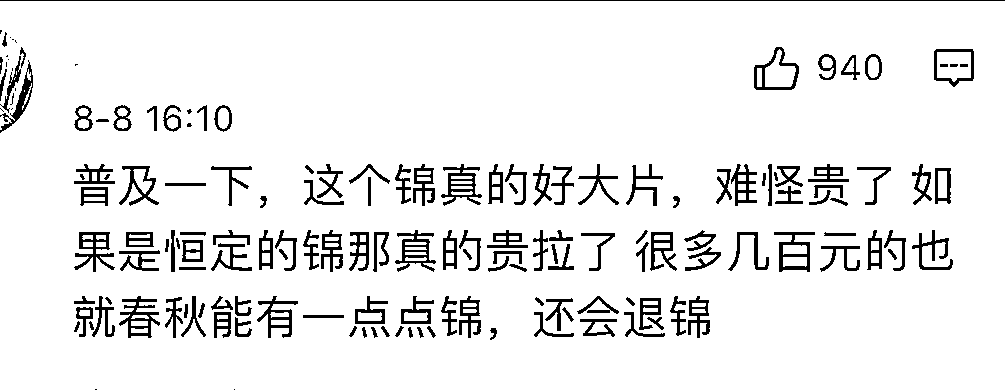 940
8-8 16:10
普及一下，这个锦真的好大片，难怪贵了 如
果是恒定的锦那真的贵拉了 很多几百元的也
就春秋能有一点点锦，还会退锦